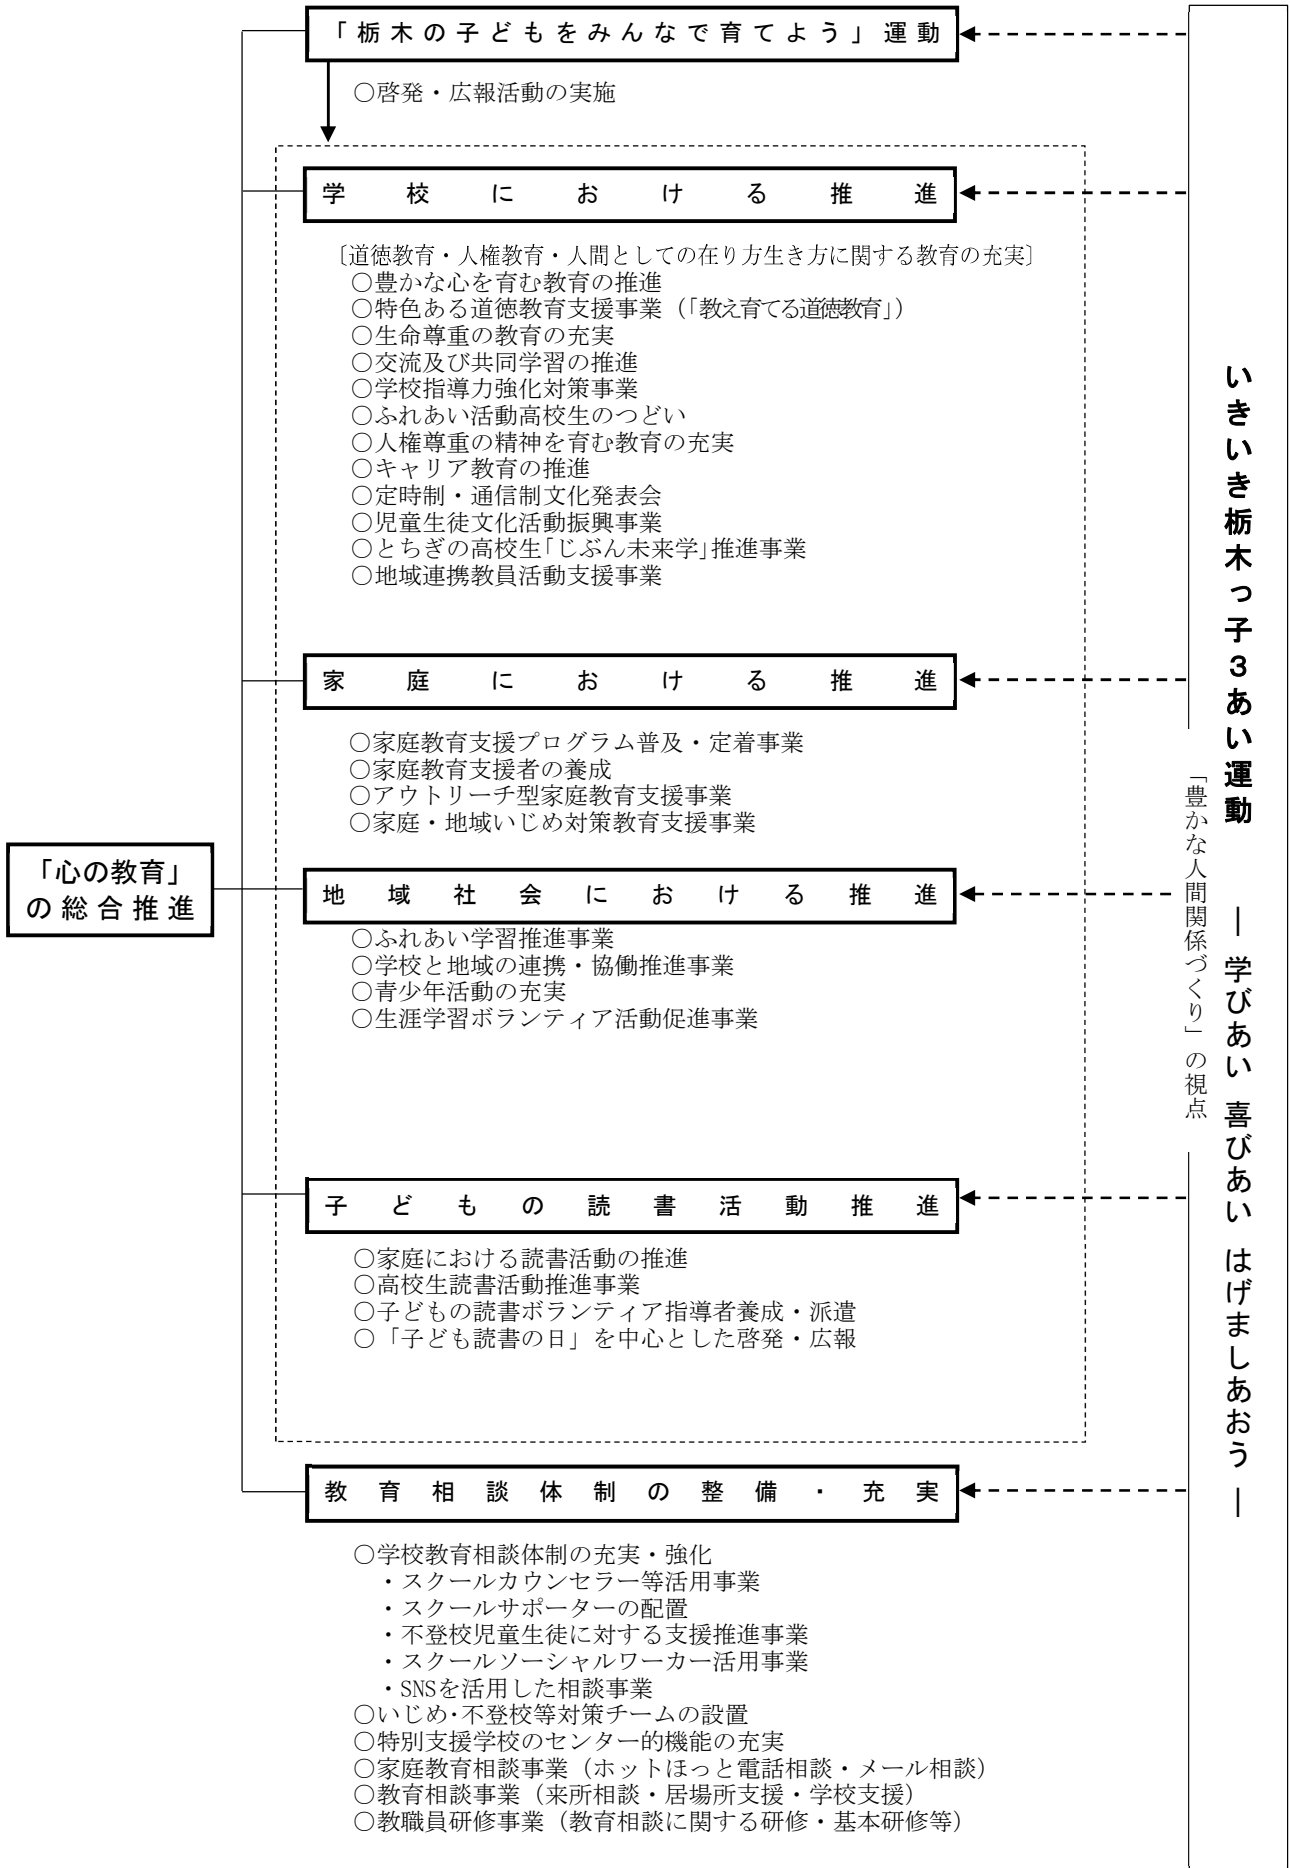 「栃木の子どもをみんなで育てよう」運動
○啓発・広報活動の実施
学校における推進
〔道徳教育・人権教育・人間としての在り方生き方に関する教育の充実〕
○豊かな心を育む教育の推進
○特色ある道徳教育支援事業（「教え育てる道徳教育」）
○生命尊重の教育の充実
○交流及び共同学習の推進
○学校指導力強化対策事業
○ふれあい活動高校生のつどい
○人権尊重の精神を育む教育の充実
○キャリア教育の推進
○定時制・通信制文化発表会
○児童生徒文化活動振興事業
○とちぎの高校生「じぶん未来学」推進事業
○地域連携教員活動支援事業
家庭における推進
○家庭教育支援プログラム普及・定着事業
○家庭教育支援者の養成
○アウトリーチ型家庭教育支援事業
○家庭・地域いじめ対策教育支援事業
「心の教育」
の総合推進
地域社会における推進
○ふれあい学習推進事業
○学校と地域の連携・協働推進事業
○青少年活動の充実
○生涯学習ボランティア活動促進事業
子どもの読書活動推進
○家庭における読書活動の推進
○高校生読書活動推進事業
○子どもの読書ボランティア指導者養成・派遣
○「子ども読書の日」を中心とした啓発・広報
教育相談体制の整備・充実
○学校教育相談体制の充実・強化
・スクールカウンセラー等活用事業
・スクールサポーターの配置
・不登校児童生徒に対する支援推進事業
・スクールソーシャルワーカー活用事業
・SNSを活用した相談事業
○いじめ・不登校等対策チームの設置
○特別支援学校のセンター的機能の充実
○家庭教育相談事業（ホットほっと電話相談・メール相談）
○教育相談事業（来所相談・居場所支援・学校支援）
○教職員研修事業（教育相談に関する研修・基本研修等）
いきいき栃木っ子３あい運動 ― 学びあい 喜びあい はげましあおう ―
「豊かな人間関係づくり」の視点